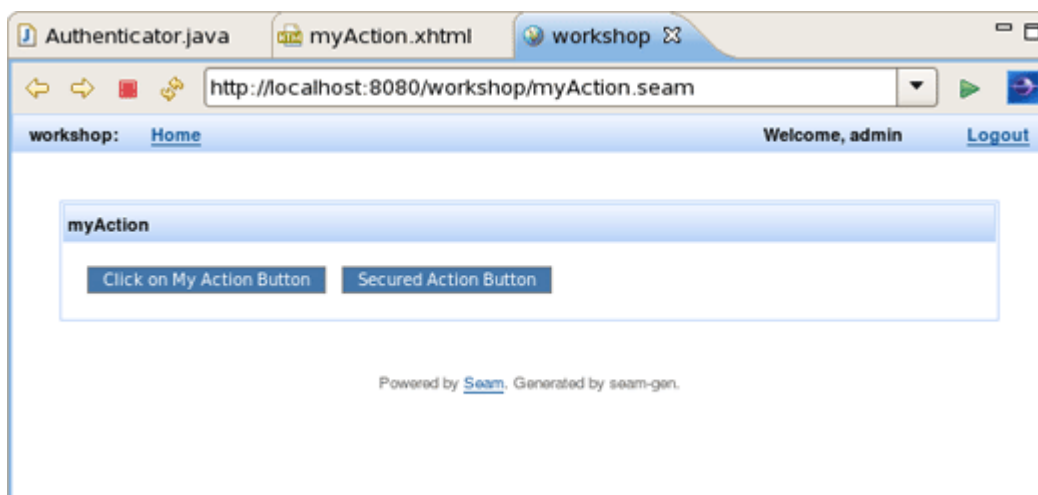 Authenticator.java myAction.xhtml workshop
http://localhost:8080/workshop/myAction.seam
workshop: Home Welcome, admin Logout
myAction
Click on My Action Button Secured Action Button
Powered by Seam. Generated by seam-gen.